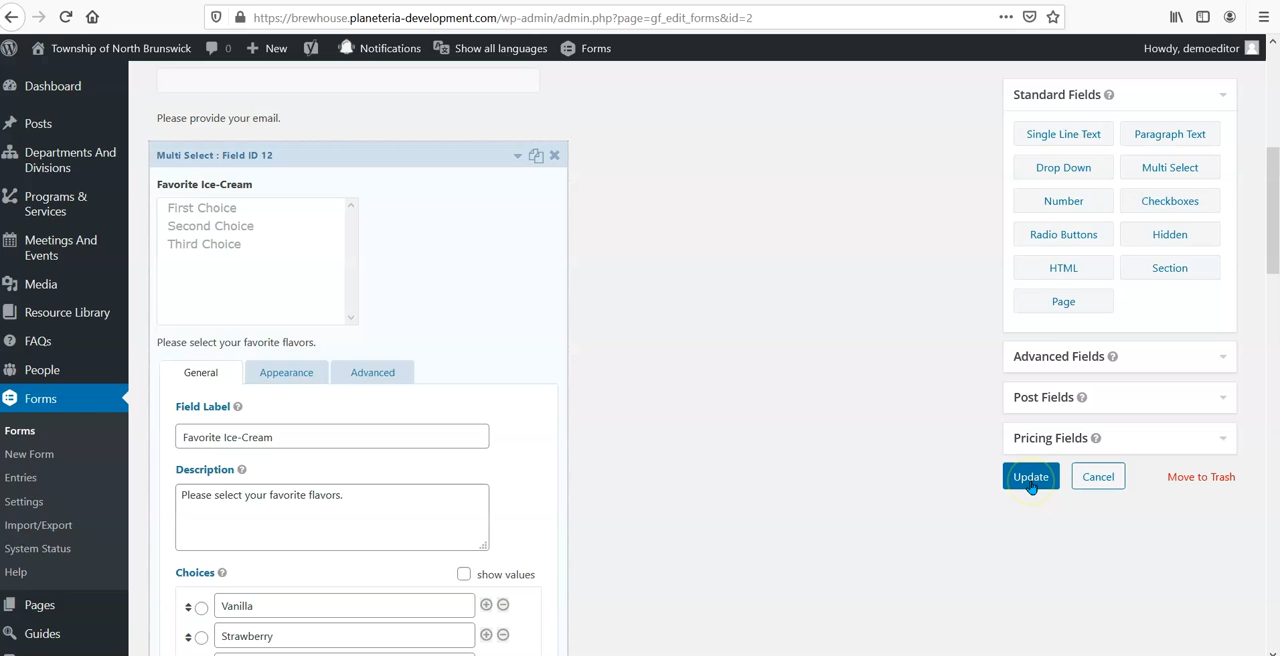 https://brewhouse.planeteria-development.com/wp-admin/admin.php?page=gf_edit_forms&id=2
Township of North Brunswick
0
New
Notifications
Show all languages
Forms
Howdy, demoeditor
Dashboard
Posts
Departments And
Divisions
Programs &
Services
Meetings And
Events
Media
Resource Library
FAQs
People
Forms
Forms
New Form
Entries
Settings
Import/Export
System Status
Help
Pages
Guides
Please provide your email.
Multi Select : Field ID 12
Favorite Ice-Cream
First Choice
Second Choice
Third Choice
Please select your favorite flavors.
General
Appearance
Advanced
Field Label
Favorite Ice-Cream
Description
Please select your favorite flavors.
Choices
show values
Vanilla
Strawberry
Standard Fields
Single Line Text
Paragraph Text
Drop Down
Multi Select
Number
Checkboxes
Radio Buttons
Hidden
HTML
Section
Page
Advanced Fields
Post Fields
Pricing Fields
Update
Cancel
Move to Trash